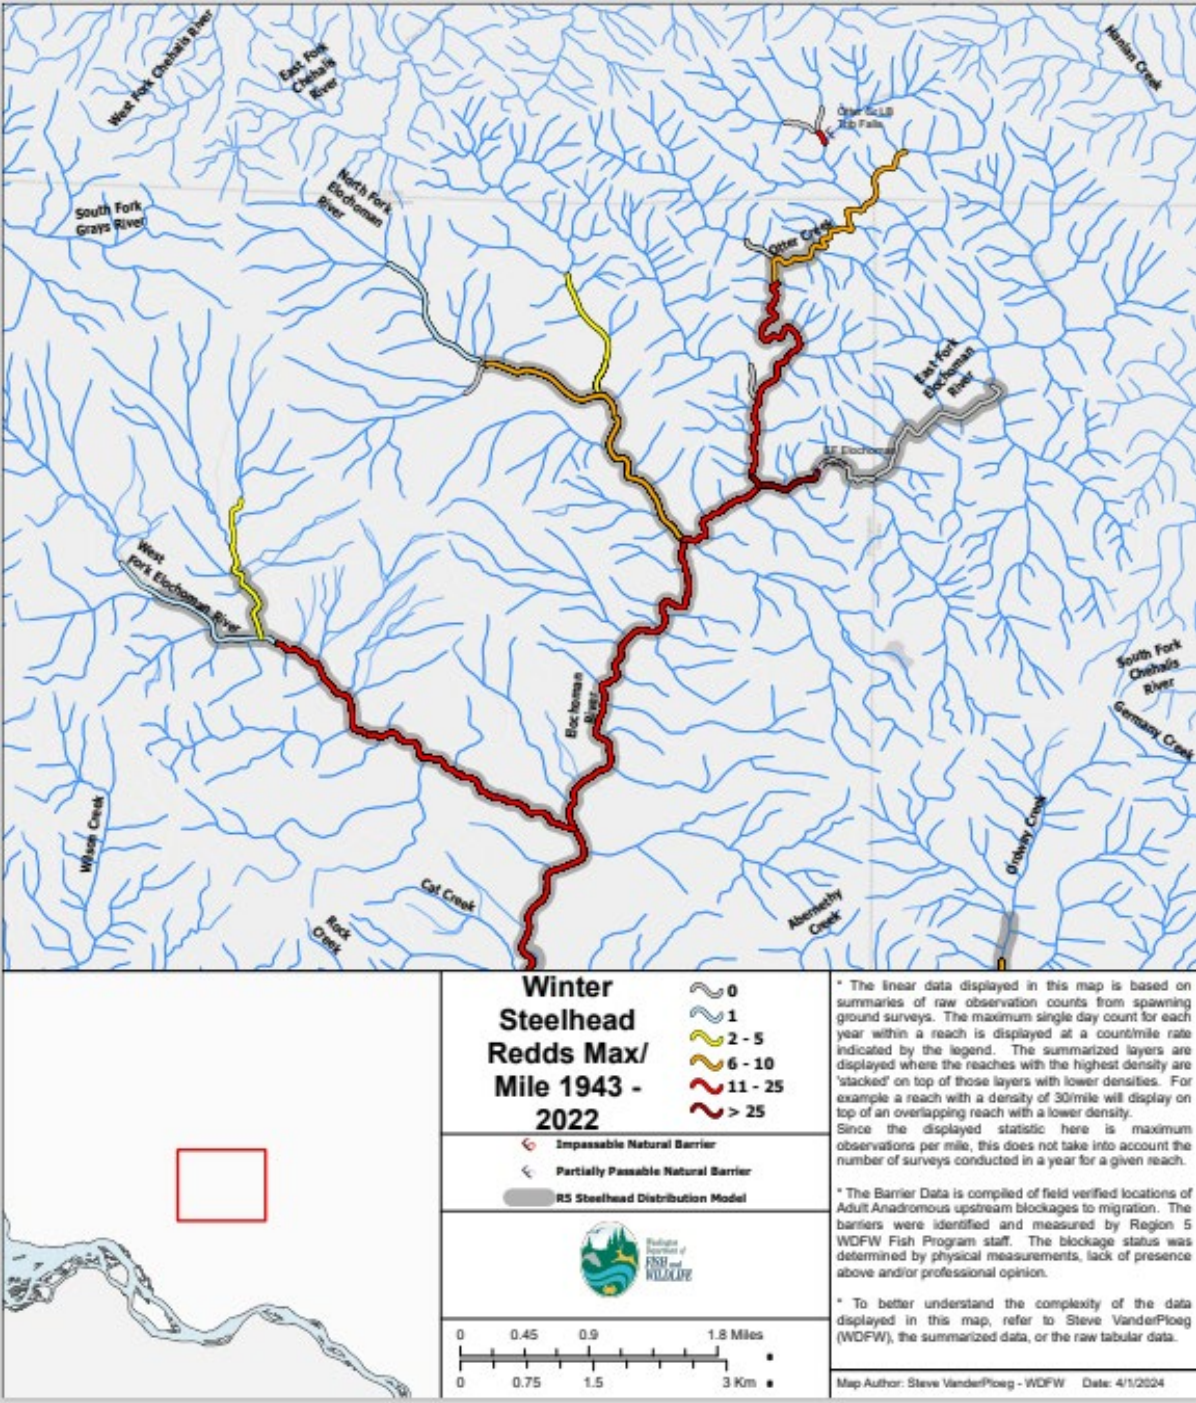 West Fork Chehalis River
East Fork
Chehalis
River
Hanlan Creek
Otter Cr LB
Trib Falls
North Fork
Elochoman
River
South Fork
Grays River
Otter Creek
East Fork
Elochoman
River
EF Elochoman
West
Fork Elochoman River
South Fork
Chehalis
River
Germany Creek
Elochoman
River
Wilson Creek
Ordway Creek
Cat Creek
Abernethy
Creek
Rock
Creek
Winter
Steelhead
Redds Max/
Mile 1943 -
2022
0
1
2 - 5
6 - 10
11 - 25
> 25
Impassable Natural Barrier
Partially Passable Natural Barrier
R5 Steelhead Distribution Model
Washington
Department of
FISH and
WILDLIFE
0 0.45 0.9 1.8 Miles
0 0.75 1.5 3 Km
* The linear data displayed in this map is based on
summaries of raw observation counts from spawning
ground surveys. The maximum single day count for each
year within a reach is displayed at a count/mile rate
indicated by the legend. The summarized layers are
displayed where the reaches with the highest density are
'stacked' on top of those layers with lower densities. For
example a reach with a density of 30/mile will display on
top of an overlapping reach with a lower density.
Since the displayed statistic here is maximum
observations per mile, this does not take into account the
number of surveys conducted in a year for a given reach.
* The Barrier Data is compiled of field verified locations of
Adult Anadromous upstream blockages to migration. The
barriers were identified and measured by Region 5
WDFW Fish Program staff. The blockage status was
determined by physical measurements, lack of presence
above and/or professional opinion.
* To better understand the complexity of the data
displayed in this map, refer to Steve VanderPloeg
(WDFW), the summarized data, or the raw tabular data.
Map Author: Steve VanderPloeg - WDFW Date: 4/1/2024